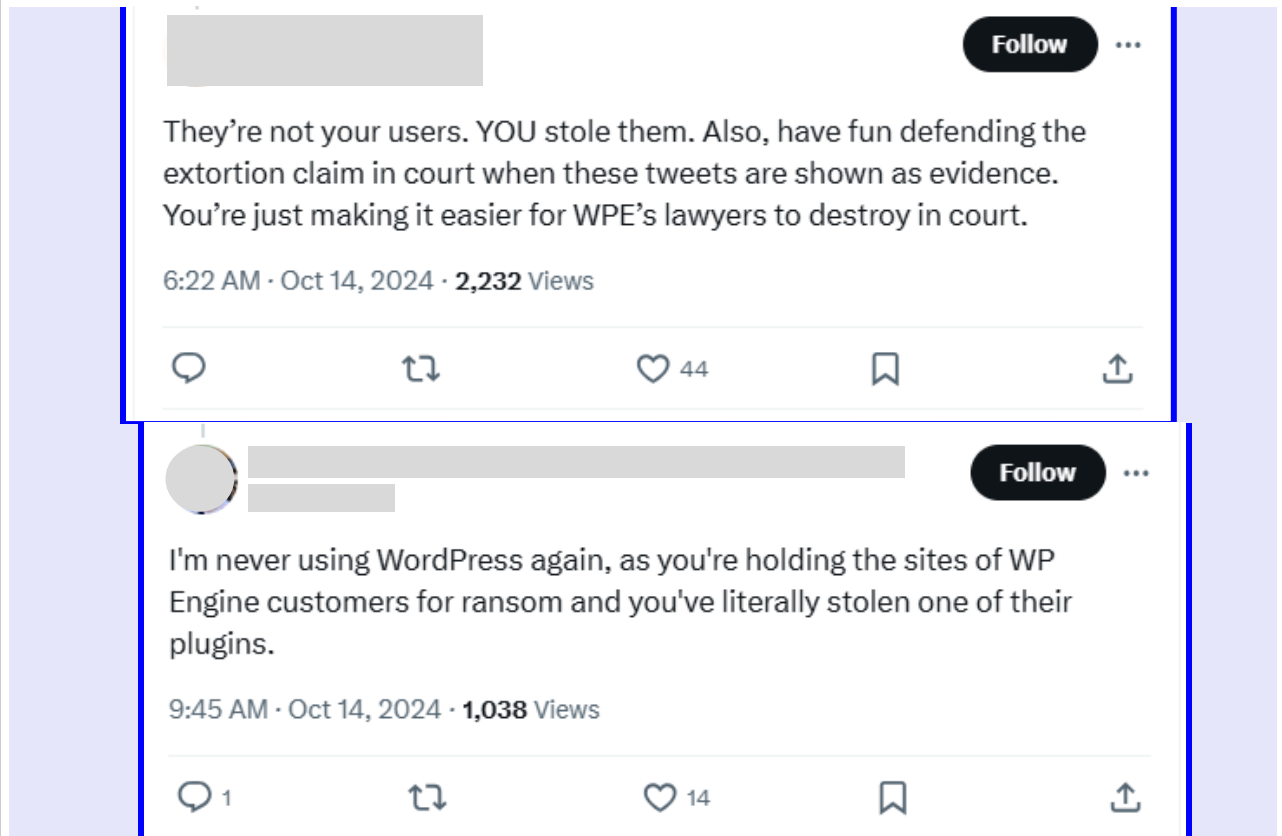 Follow
They’re not your users. YOU stole them. Also, have fun defending the
extortion claim in court when these tweets are shown as evidence.
You’re just making it easier for WPE’s lawyers to destroy in court.
6:22 AM · Oct 14, 2024 · 2,232 Views
44
Follow
I'm never using WordPress again, as you're holding the sites of WP
Engine customers for ransom and you've literally stolen one of their
plugins.
9:45 AM · Oct 14, 2024 · 1,038 Views
1 14